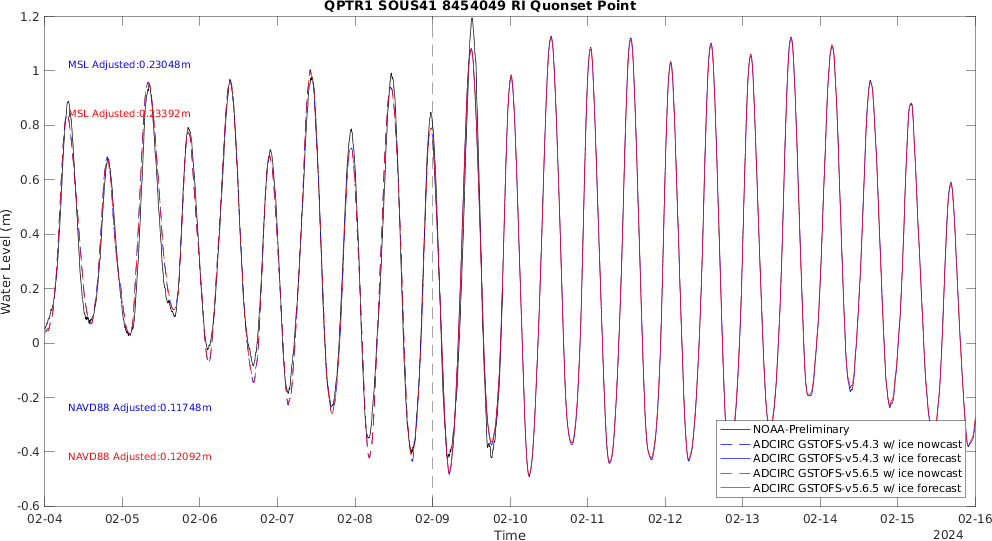 QPTR1 SOUS41 8454049 RI Quonset Point
1.2
1
0.8
0.6
0.4
0.2
0
-0.2
-0.4
-0.6
Water Level (m)
MSL Adjusted:0.23048m
MSL Adjusted:0.23392m
NAVD88 Adjusted:0.11748m
NAVD88 Adjusted:0.12092m
NOAA-Preliminary
ADCIRC GSTOFS-v5.4.3 w/ ice nowcast
ADCIRC GSTOFS-v5.4.3 w/ ice forecast
ADCIRC GSTOFS-v5.6.5 w/ ice nowcast
ADCIRC GSTOFS-v5.6.5 w/ ice forecast
02-04 02-05 02-06 02-07 02-08 02-09 02-10 02-11 02-12 02-13 02-14 02-15 02-16
Time
2024